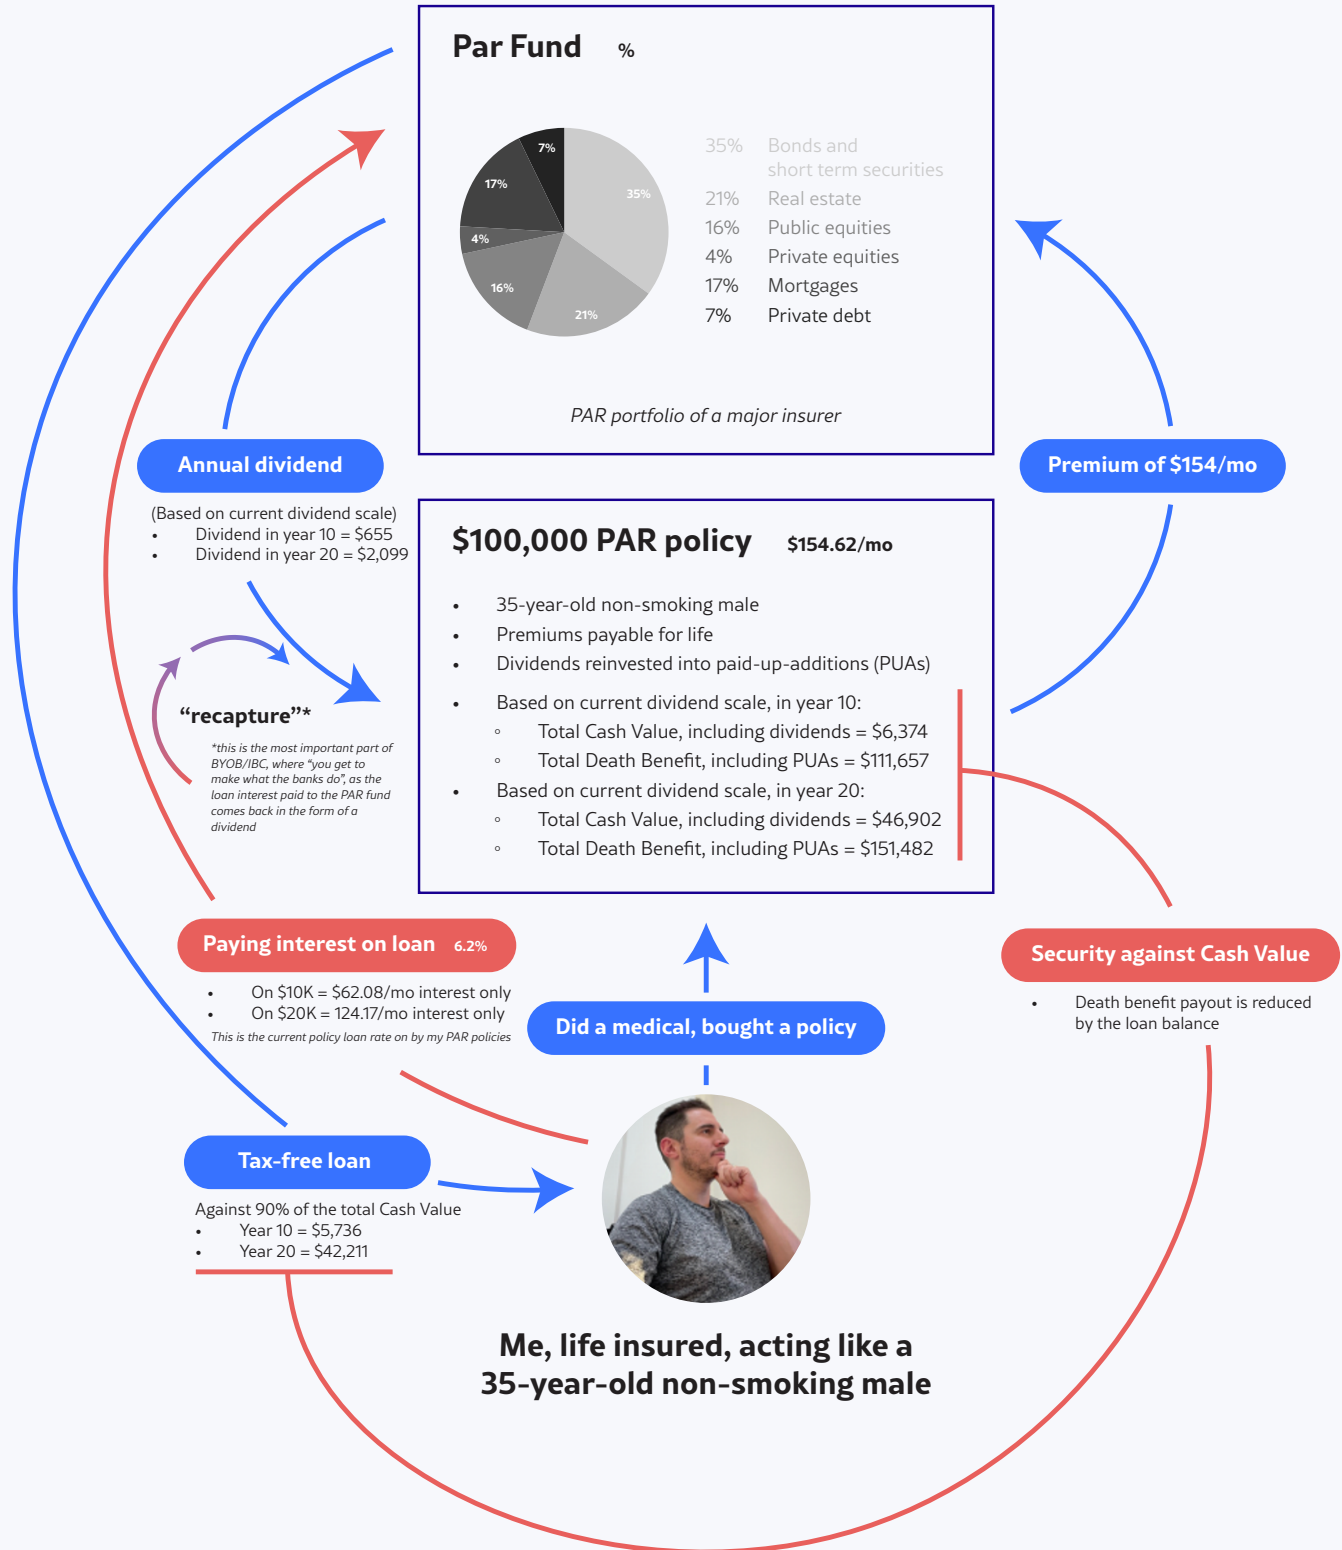 Par Fund %
7%
35%
17%
4%
16%
21%
35% Bonds and
short term securities
21% Real estate
16% Public equities
4% Private equities
17% Mortgages
7% Private debt
PAR portfolio of a major insurer
Annual dividend
(Based on current dividend scale)
• Dividend in year 10 = $655
• Dividend in year 20 = $2,099
Premium of $154/mo
$100,000 PAR policy $154.62/mo
• 35-year-old non-smoking male
• Premiums payable for life
• Dividends reinvested into paid-up-additions (PUAs)
• Based on current dividend scale, in year 10:
◦ Total Cash Value, including dividends = $6,374
◦ Total Death Benefit, including PUAs = $111,657
• Based on current dividend scale, in year 20:
◦ Total Cash Value, including dividends = $46,902
◦ Total Death Benefit, including PUAs = $151,482
“recapture”*
*this is the most important part of
BYOB/IBC, where “you get to
make what the banks do”, as the
loan interest paid to the PAR fund
comes back in the form of a
dividend
Paying interest on loan 6.2%
• On $10K = $62.08/mo interest only
• On $20K = 124.17/mo interest only
This is the current policy loan rate on by my PAR policies
Security against Cash Value
• Death benefit payout is reduced
by the loan balance
Did a medical, bought a policy
Tax-free loan
Against 90% of the total Cash Value
• Year 10 = $5,736
• Year 20 = $42,211
Me, life insured, acting like a
35-year-old non-smoking male